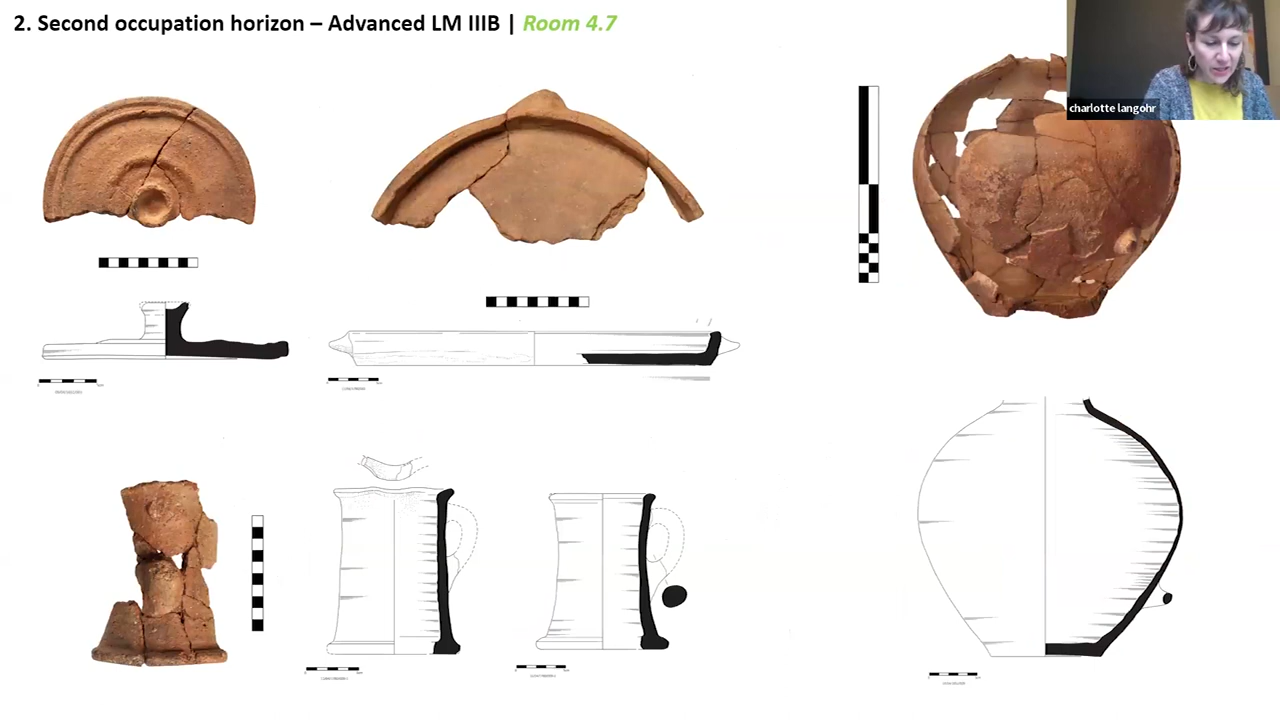 2. Second occupation horizon – Advanced LM IIIB | Room 4.7
charlotte langohr